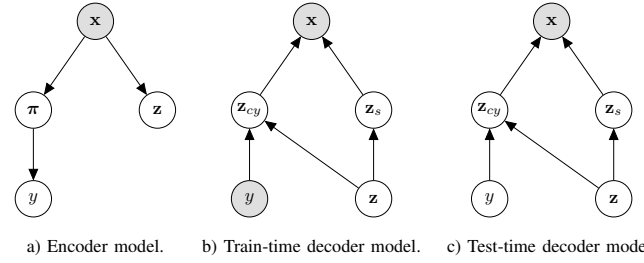 x x x
π z z_cy z_s z_cy z_s
y y z y z
a) Encoder model. b) Train-time decoder model. c) Test-time decoder mode